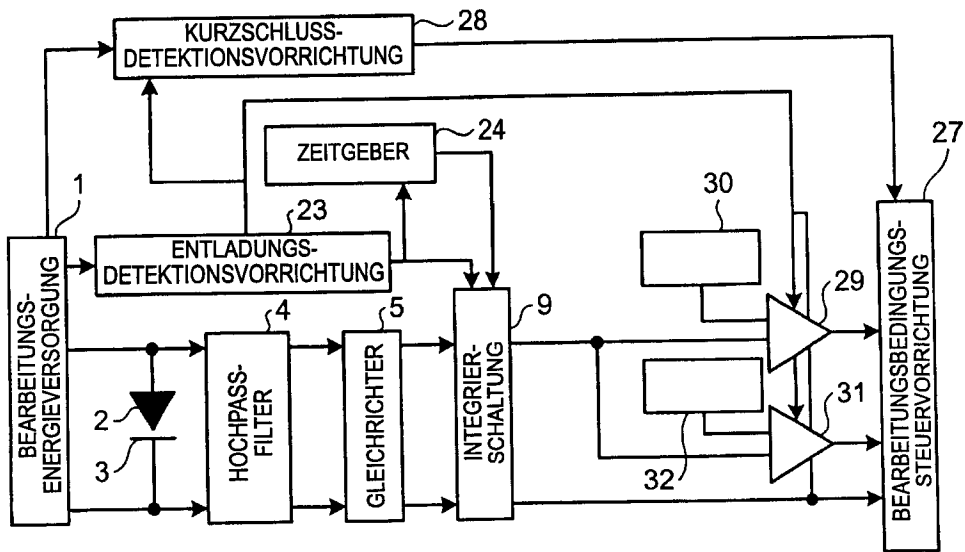 KURZSCHLUSS-
DETEKTIONSVORRICHTUNG
28
ZEITGEBER
24
27
1
23
30
ENTLADUNGS-
DETEKTIONSVORRICHTUNG
29
4
5
9
BEARBEITUNGS-
ENERGIEVERSORGUNG
2
3
HOCHPASS-
FILTER
GLEICHRICHTER
INTEGRIER-
SCHALTUNG
31
32
BEARBEITUNGSBEDINGUNGS-
STEUERVORRICHTUNG